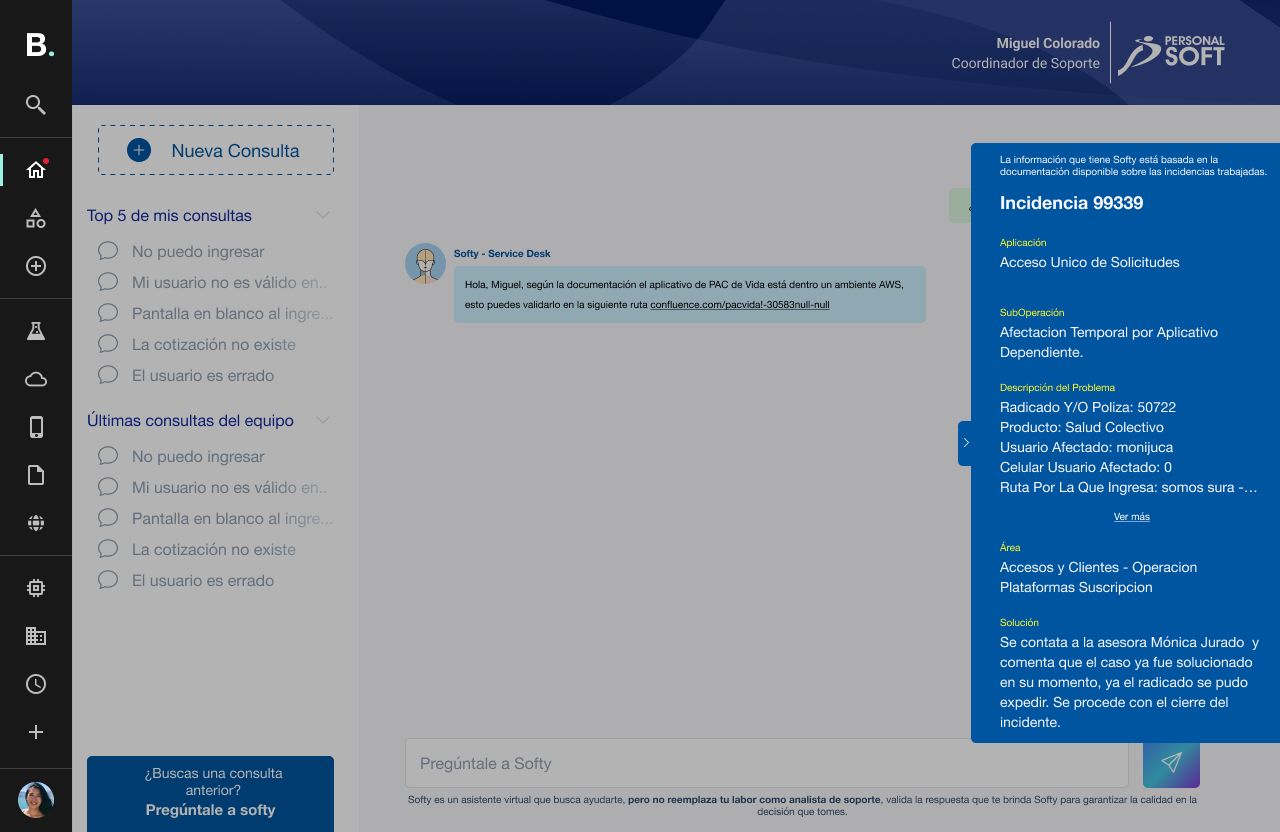 B.
Miguel Colorado
Coordinador de Soporte
PERSONAL
SOFT
Nueva Consulta
Top 5 de mis consultas
No puedo ingresar
Mi usuario no es válido en..
Pantalla en blanco al ingre...
La cotización no existe
El usuario es errado
Últimas consultas del equipo
No puedo ingresar
Mi usuario no es válido en..
Pantalla en blanco al ingre...
La cotización no existe
El usuario es errado
¿Buscas una consulta
anterior?
Pregúntale a softy
Softy - Service Desk
Hola, Miguel, según la documentación el aplicativo de PAC de Vida está dentro un ambiente AWS,
esto puedes validarlo en la siguiente ruta confluence.com/pacvida!-30583null-null
Pregúntale a Softy
Softy es un asistente virtual que busca ayudarte, pero no reemplaza tu labor como analista de soporte, valida la respuesta que te brinda Softy para garantizar la calidad en la
decisión que tomes.
La información que tiene Softy está basada en la
documentación disponible sobre las incidencias trabajadas.
Incidencia 99339
Aplicación
Acceso Unico de Solicitudes
SubOperación
Afectacion Temporal por Aplicativo
Dependiente.
Descripción del Problema
Radicado Y/O Poliza: 50722
Producto: Salud Colectivo
Usuario Afectado: monijuca
Celular Usuario Afectado: 0
Ruta Por La Que Ingresa: somos sura -...
Ver más
Área
Accesos y Clientes - Operacion
Plataformas Suscripcion
Solución
Se contata a la asesora Mónica Jurado  y
comenta que el caso ya fue solucionado
en su momento, ya el radicado se pudo
expedir. Se procede con el cierre del
incidente.